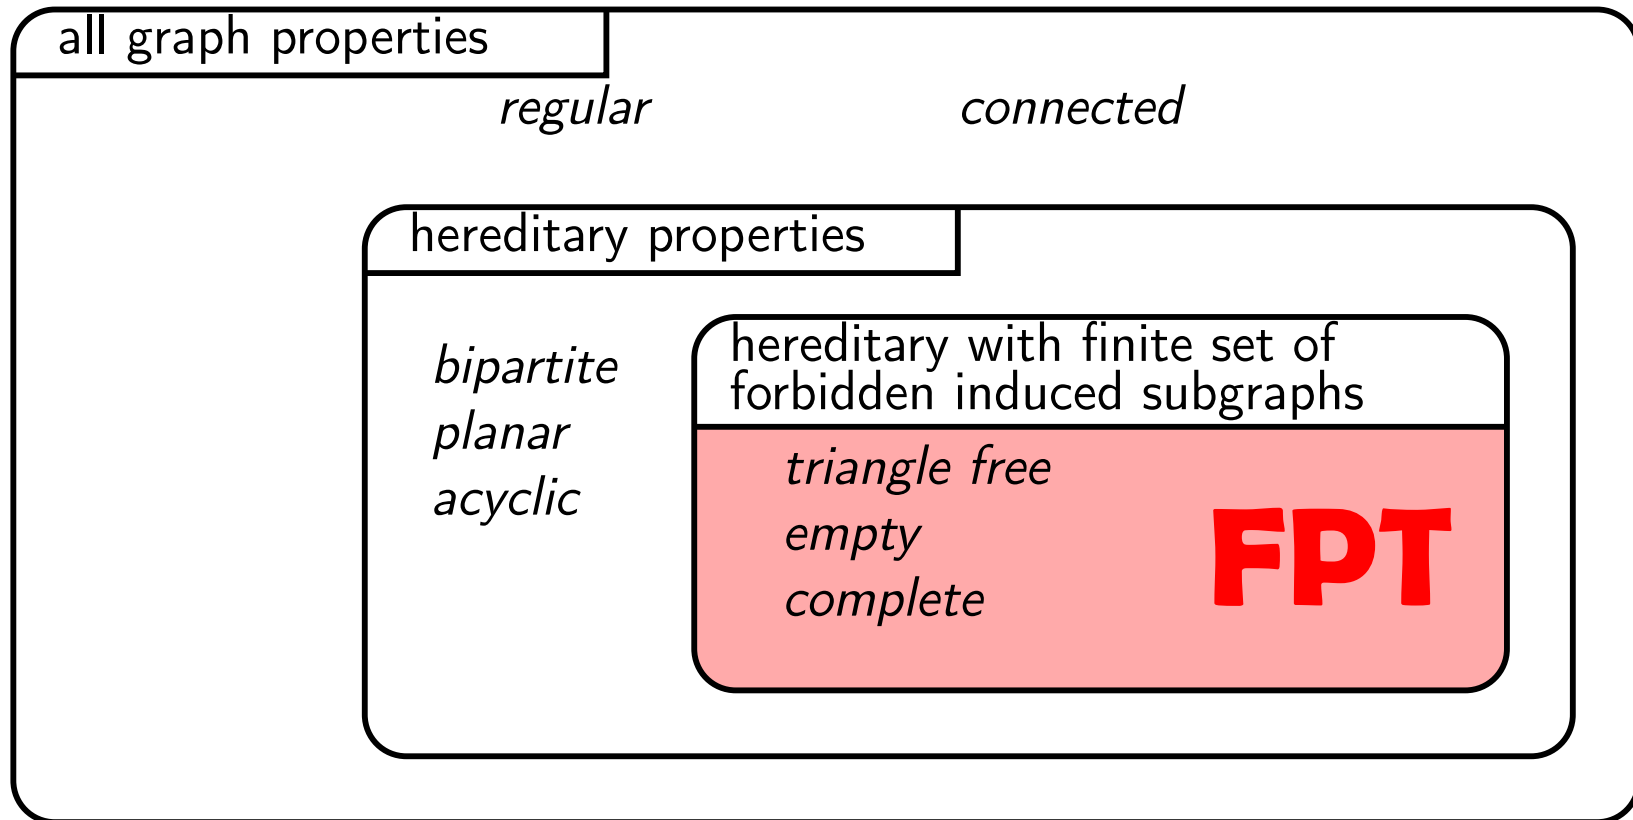 all graph properties
regular connected
hereditary properties
hereditary with finite set of
forbidden induced subgraphs
bipartite
planar
acyclic
triangle free
empty
complete
FPT